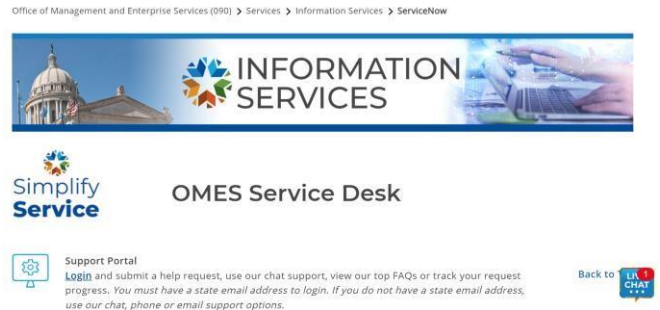 Office of Management and Enterprise Services (090) > Services > Information Services > ServiceNow
INFORMATION
SERVICES
Simplify
Service
OMES Service Desk
Support Portal
Login and submit a help request, use our chat support, view our top FAQs or track your request
progress. You must have a state email address to login. If you do not have a state email address,
use our chat, phone or email support options.
Back to
LIVE 1
CHAT